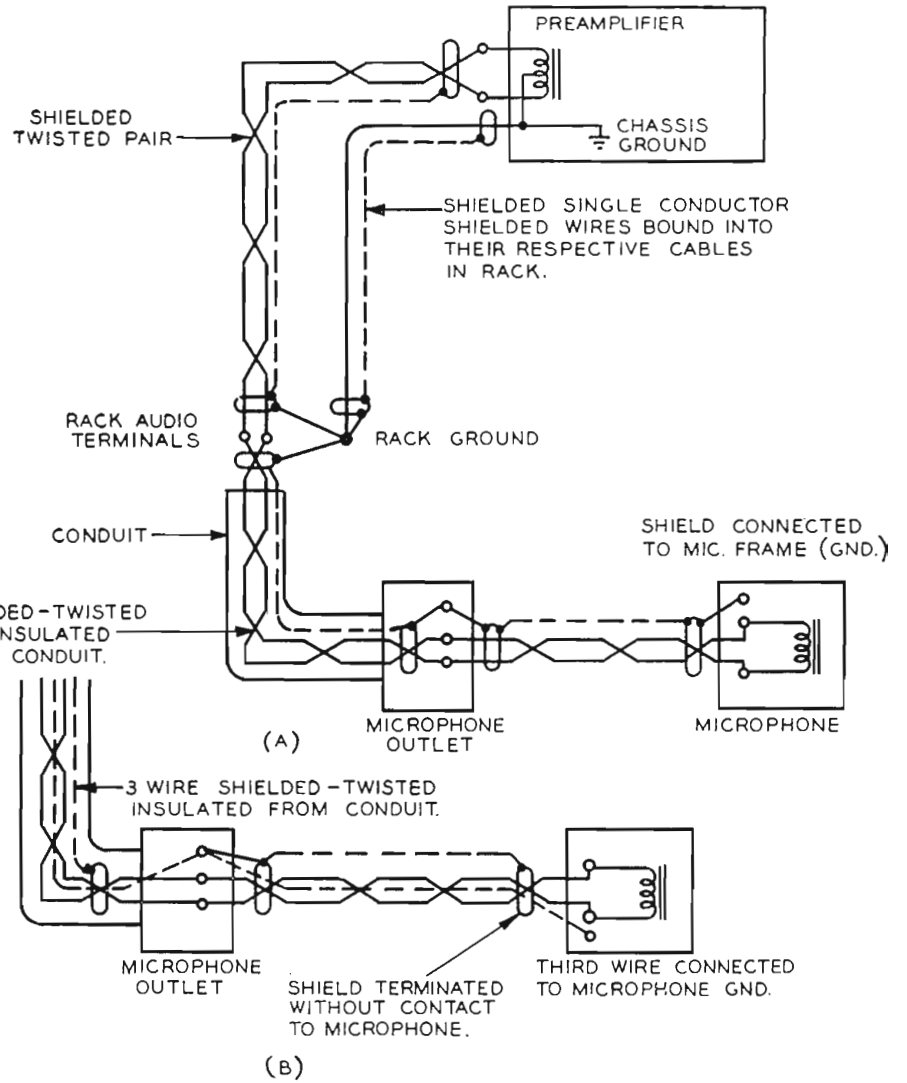 PREAMPLIFIER
SHIELDED
TWISTED PAIR
CHASSIS
GROUND
SHIELDED SINGLE CONDUCTOR
SHIELDED WIRES BOUND INTO
THEIR RESPECTIVE CABLES
IN RACK.
RACK AUDIO
TERMINALS
RACK GROUND
CONDUIT
SHIELD CONNECTED
TO MIC. FRAME (GND.)
DED-TWISTED
NSULATED
CONDUIT.
MICROPHONE
OUTLET
MICROPHONE
(A)
3 WIRE SHIELDED-TWISTED
INSULATED FROM CONDUIT.
MICROPHONE
OUTLET
SHIELD TERMINATED
WITHOUT CONTACT
TO MICROPHONE.
THIRD WIRE CONNECTED
TO MICROPHONE GND.
(B)